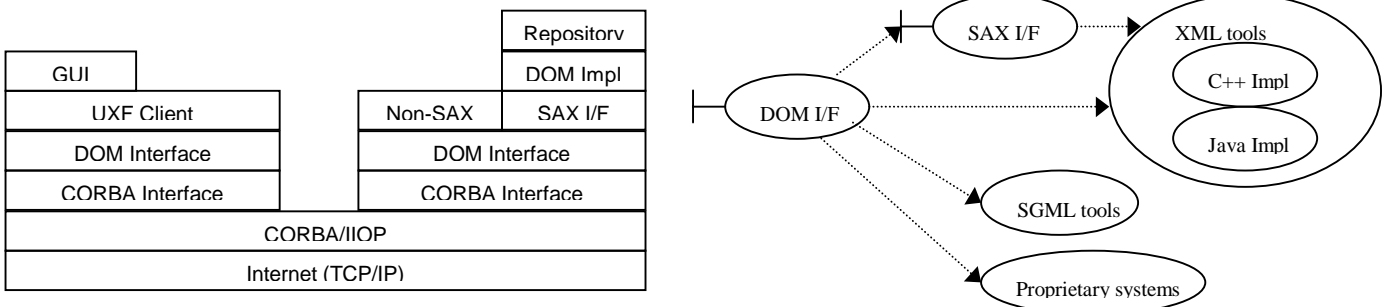 Repository
GUI
DOM Impl
UXF Client
Non-SAX
SAX I/F
DOM Interface
DOM Interface
CORBA Interface
CORBA Interface
CORBA/IIOP
Internet (TCP/IP)
SAX I/F
XML tools
C++ Impl
DOM I/F
Java Impl
SGML tools
Proprietary systems